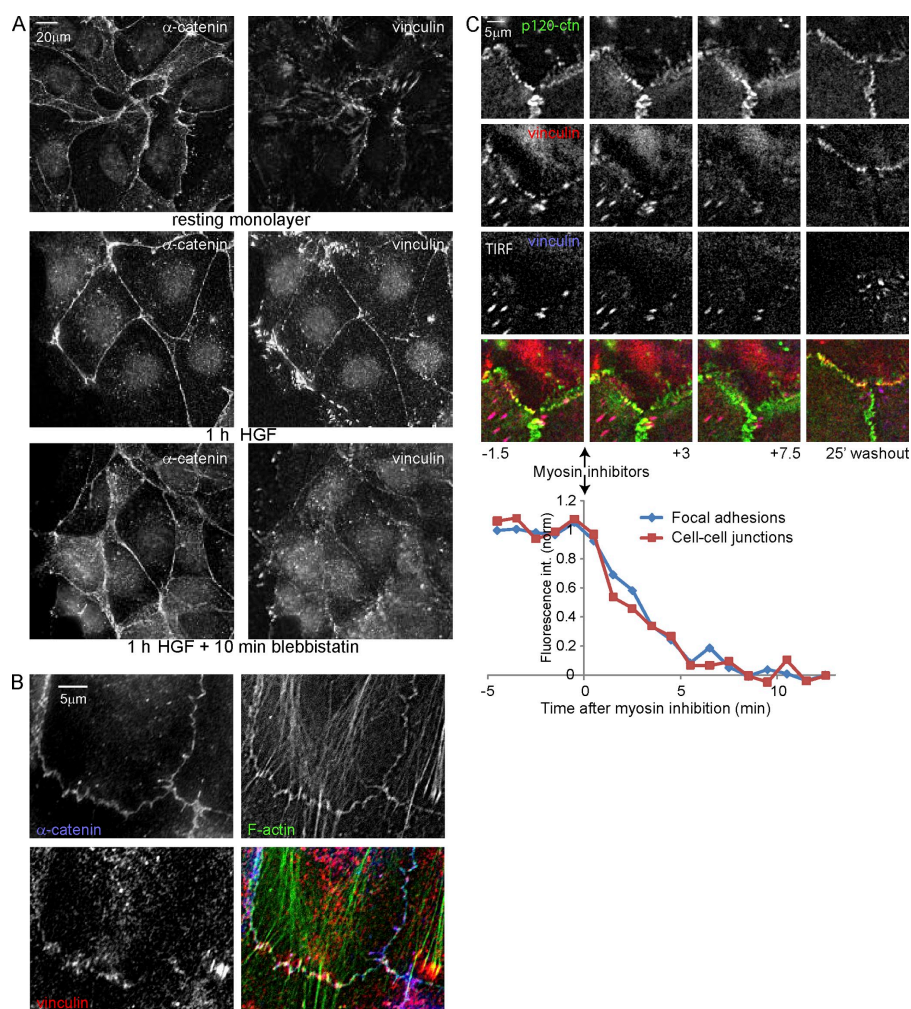 A
20μm
α-catenin
vinculin
resting monolayer
α-catenin
vinculin
1 h HGF
α-catenin
vinculin
1 h HGF + 10 min blebbistatin
B
5μm
α-catenin
F-actin
vinculin
C
5μm
p120-ctn
vinculin
TIRF
vinculin
-1.5
+3
+7.5
25' washout
Myosin inhibitors
Fluorescence int. (norm)
1.2
1
0.8
0.6
0.4
0.2
0
Focal adhesions
Cell-cell junctions
-5
0
5
10
Time after myosin inhibition (min)